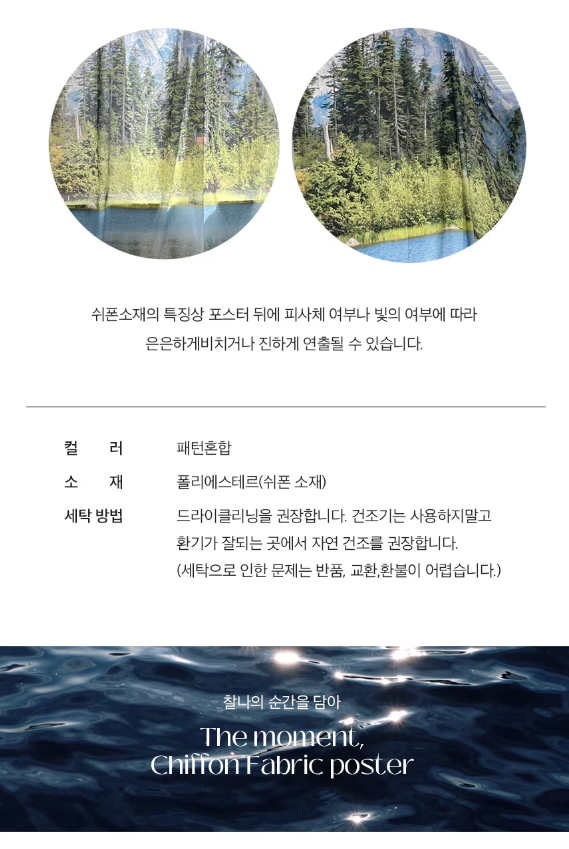 쉬폰소재의 특징상 포스터 뒤에 피사체 여부나 빛의 여부에 따라
은은하게비치거나 진하게 연출될 수 있습니다.
컬 러 패턴혼합
소 재 폴리에스테르(쉬폰 소재)
세탁 방법 드라이클리닝을 권장합니다. 건조기는 사용하지말고
환기가 잘되는 곳에서 자연 건조를 권장합니다.
(세탁으로 인한 문제는 반품, 교환,환불이 어렵습니다.)
찰나의 순간을 담아
The moment,
Chiffon Fabric poster